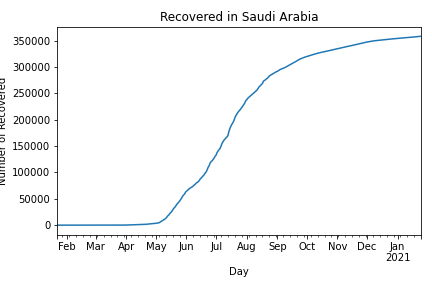 Recovered in Saudi Arabia
350000
300000
250000
200000
150000
100000
50000
0
Number of Recovered
Feb Mar Apr May Jun Jul Aug Sep Oct Nov Dec Jan
2021
Day